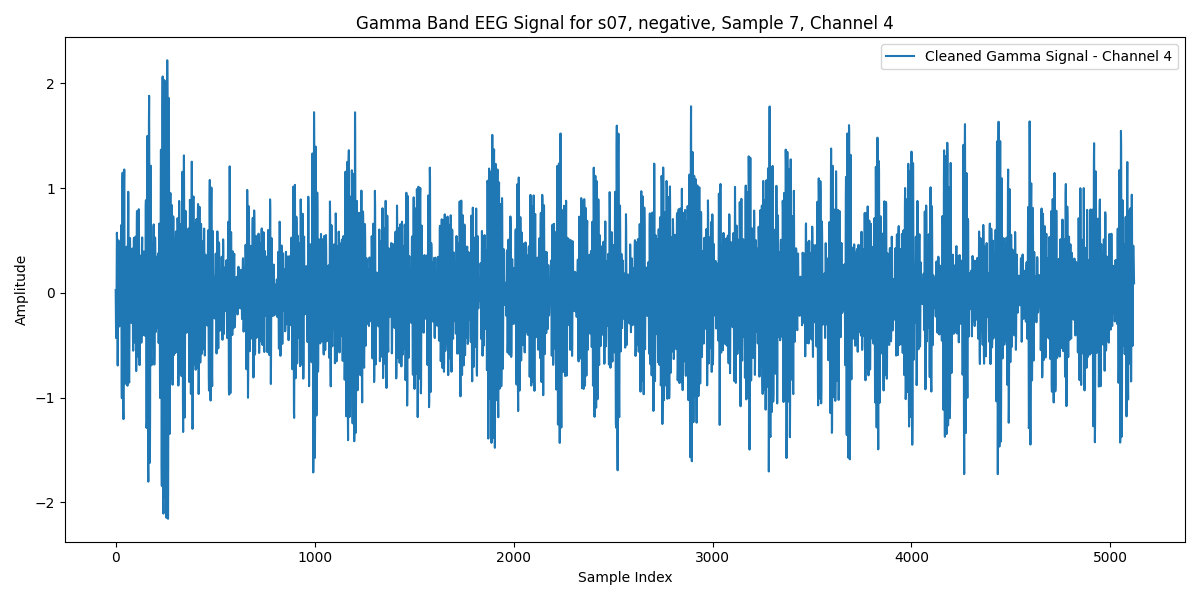 Gamma Band EEG Signal for s07, negative, Sample 7, Channel 4
Cleaned Gamma Signal - Channel 4
2
1
0
−1
−2
Amplitude
0 1000 2000 3000 4000 5000
Sample Index